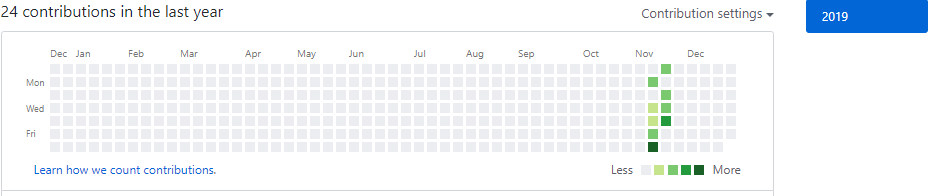 24 contributions in the last year
Contribution settings
2019
Dec Jan Feb Mar Apr May Jun Jul Aug Sep Oct Nov Dec
Mon
Wed
Fri
Learn how we count contributions.
Less More